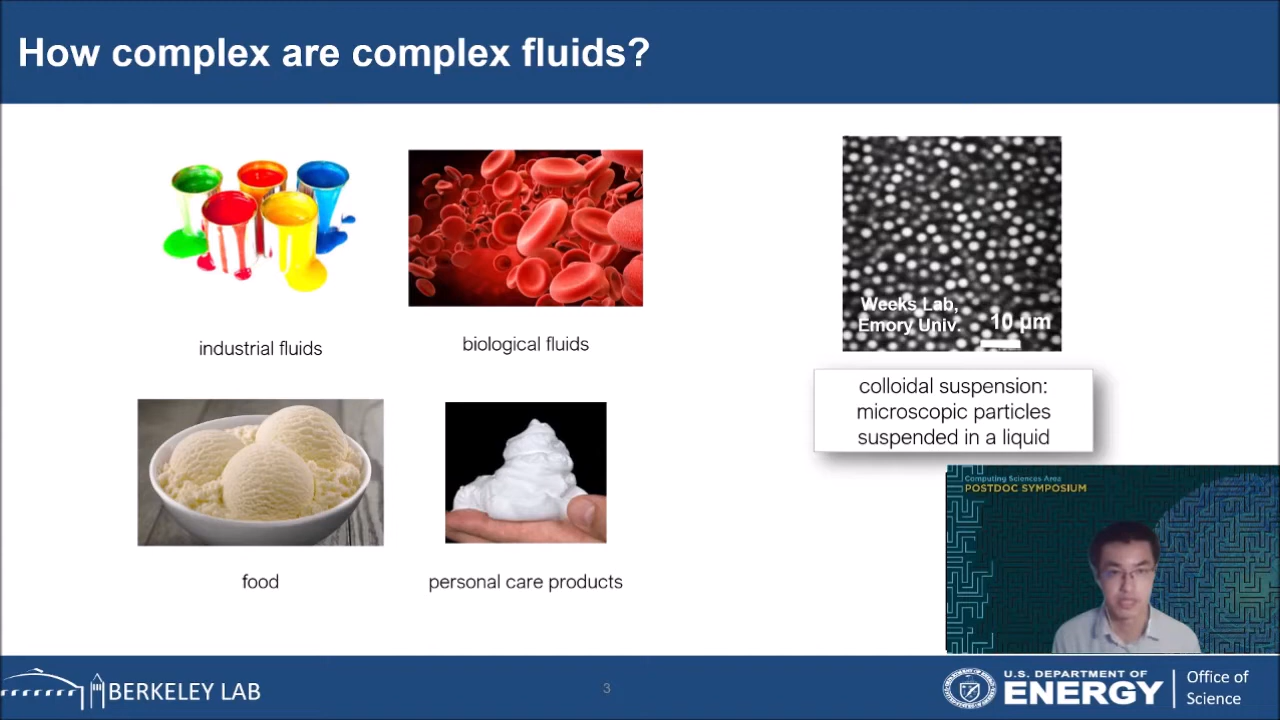 How complex are complex fluids?
industrial fluids
biological fluids
food
personal care products
Weeks Lab,
Emory Univ.
10 μm
colloidal suspension:
microscopic particles
suspended in a liquid
Computing Sciences Area
POSTDOC SYMPOSIUM
BERKELEY LAB
3
U.S. DEPARTMENT OF
ENERGY
Office of
Science